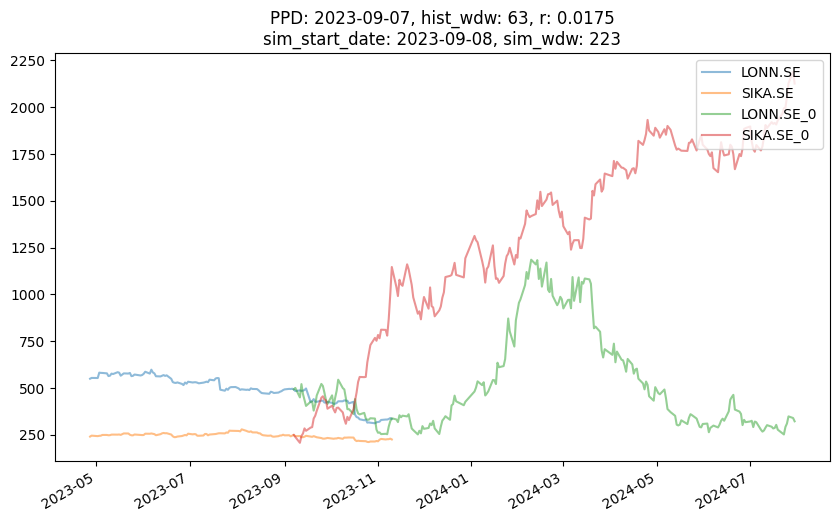 PPD: 2023-09-07, hist_wdw: 63, r: 0.0175
sim_start_date: 2023-09-08, sim_wdw: 223
2250
2000
1750
1500
1250
1000
750
500
250
LONN.SE
SIKA.SE
LONN.SE_0
SIKA.SE_0
2023-05
2023-07
2023-09
2023-11
2024-01
2024-03
2024-05
2024-07